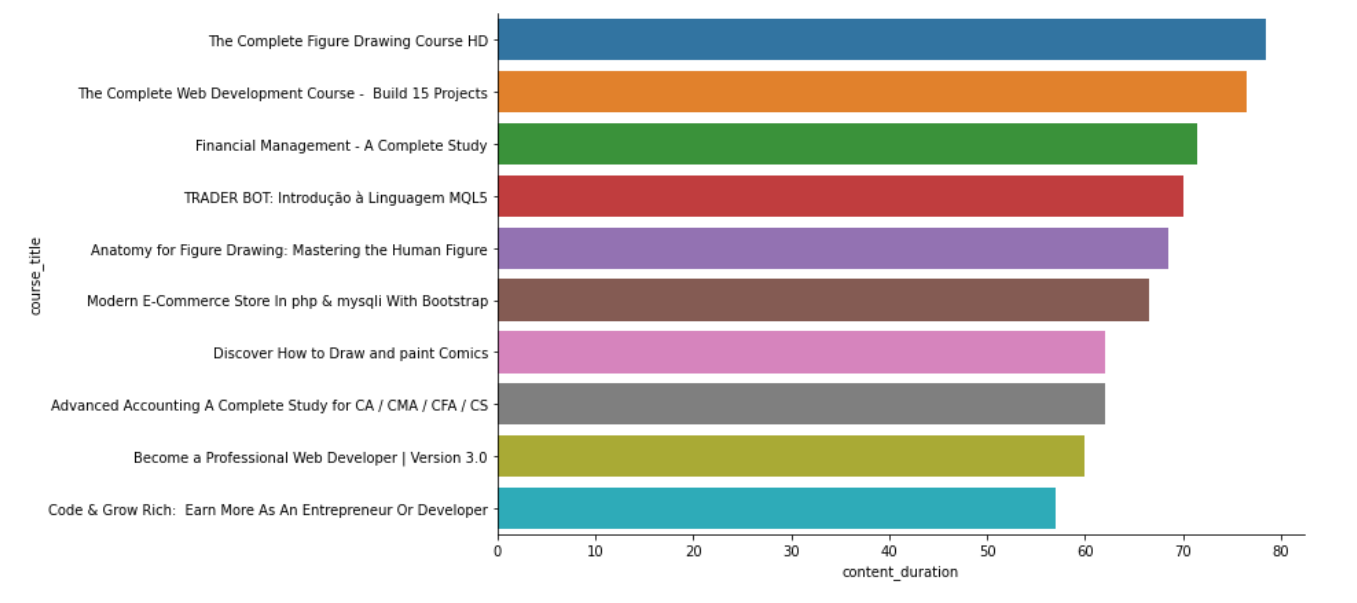 The Complete Figure Drawing Course HD
The Complete Web Development Course -  Build 15 Projects
Financial Management - A Complete Study
TRADER BOT: Introdução à Linguagem MQL5
Anatomy for Figure Drawing: Mastering the Human Figure
Modern E-Commerce Store In php & mysqli With Bootstrap
Discover How to Draw and paint Comics
Advanced Accounting A Complete Study for CA / CMA / CFA / CS
Become a Professional Web Developer | Version 3.0
Code & Grow Rich:  Earn More As An Entrepreneur Or Developer
course_title
0 10 20 30 40 50 60 70 80
content_duration